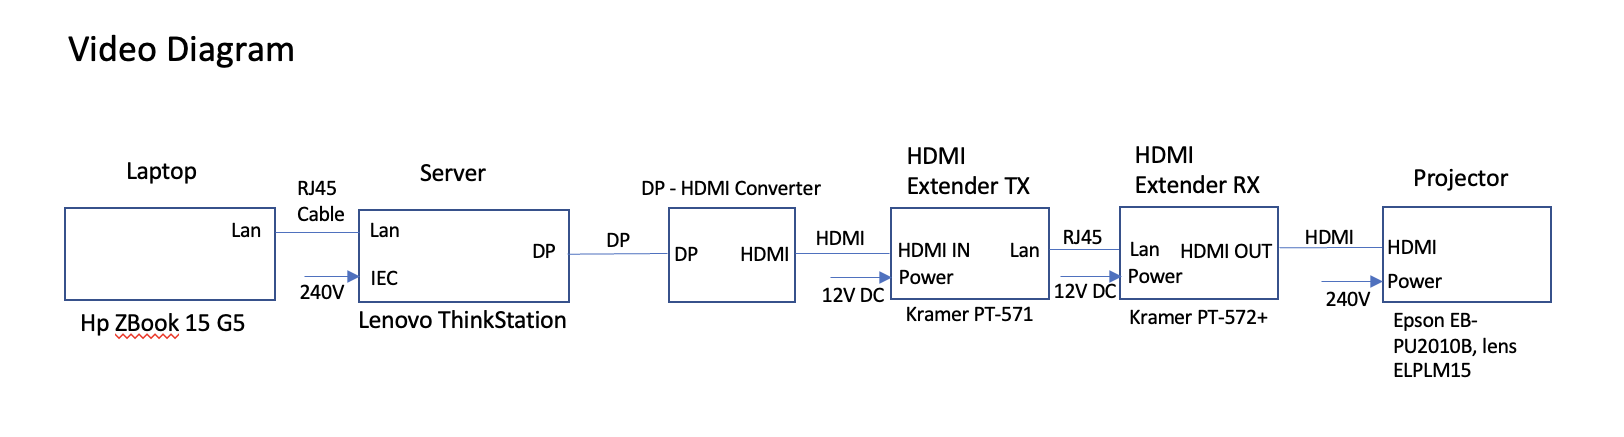 Video Diagram
Laptop
Lan
Hp ZBook 15 G5
RJ45
Cable
240V
Server
Lan
IEC
DP
Lenovo ThinkStation
DP
DP - HDMI Converter
DP
HDMI
HDMI
12V DC
HDMI
Extender TX
HDMI IN
Lan
Power
Kramer PT-571
RJ45
12V DC
HDMI
Extender RX
Lan
HDMI OUT
Power
Kramer PT-572+
HDMI
240V
Projector
HDMI
Power
Epson EB-
PU2010B, lens
ELPLM15